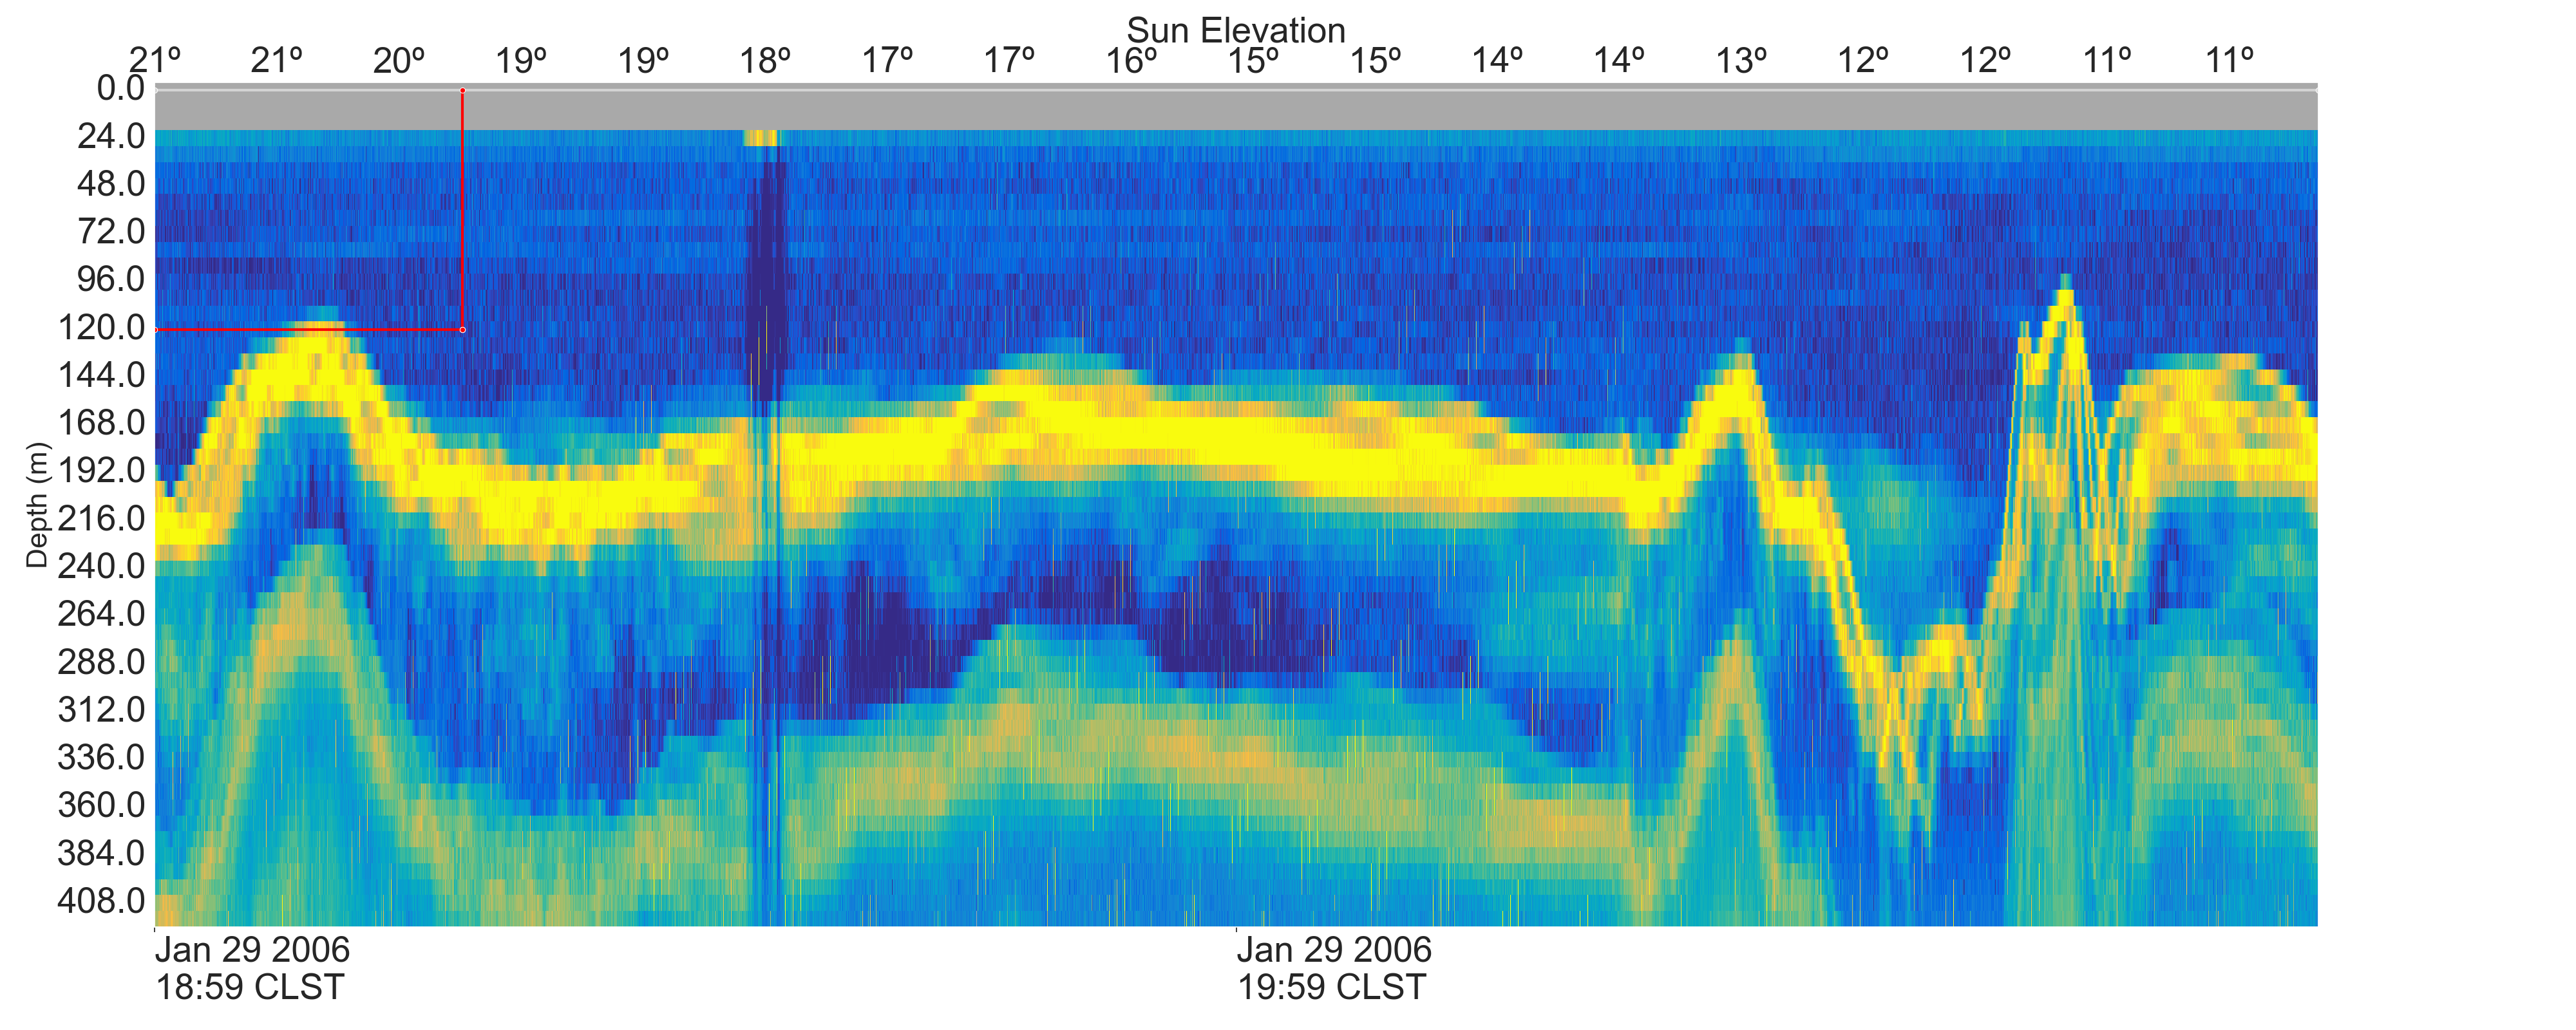 Sun Elevation
21º 21º 20º 19º 19º 18º 17º 17º 16º 15º 15º 14º 14º 13º 12º 12º 11º 11º
0.0
24.0
48.0
72.0
96.0
120.0
144.0
168.0
192.0
216.0
240.0
264.0
288.0
312.0
336.0
360.0
384.0
408.0
Depth (m)
Jan 29 2006
18:59 CLST
Jan 29 2006
19:59 CLST